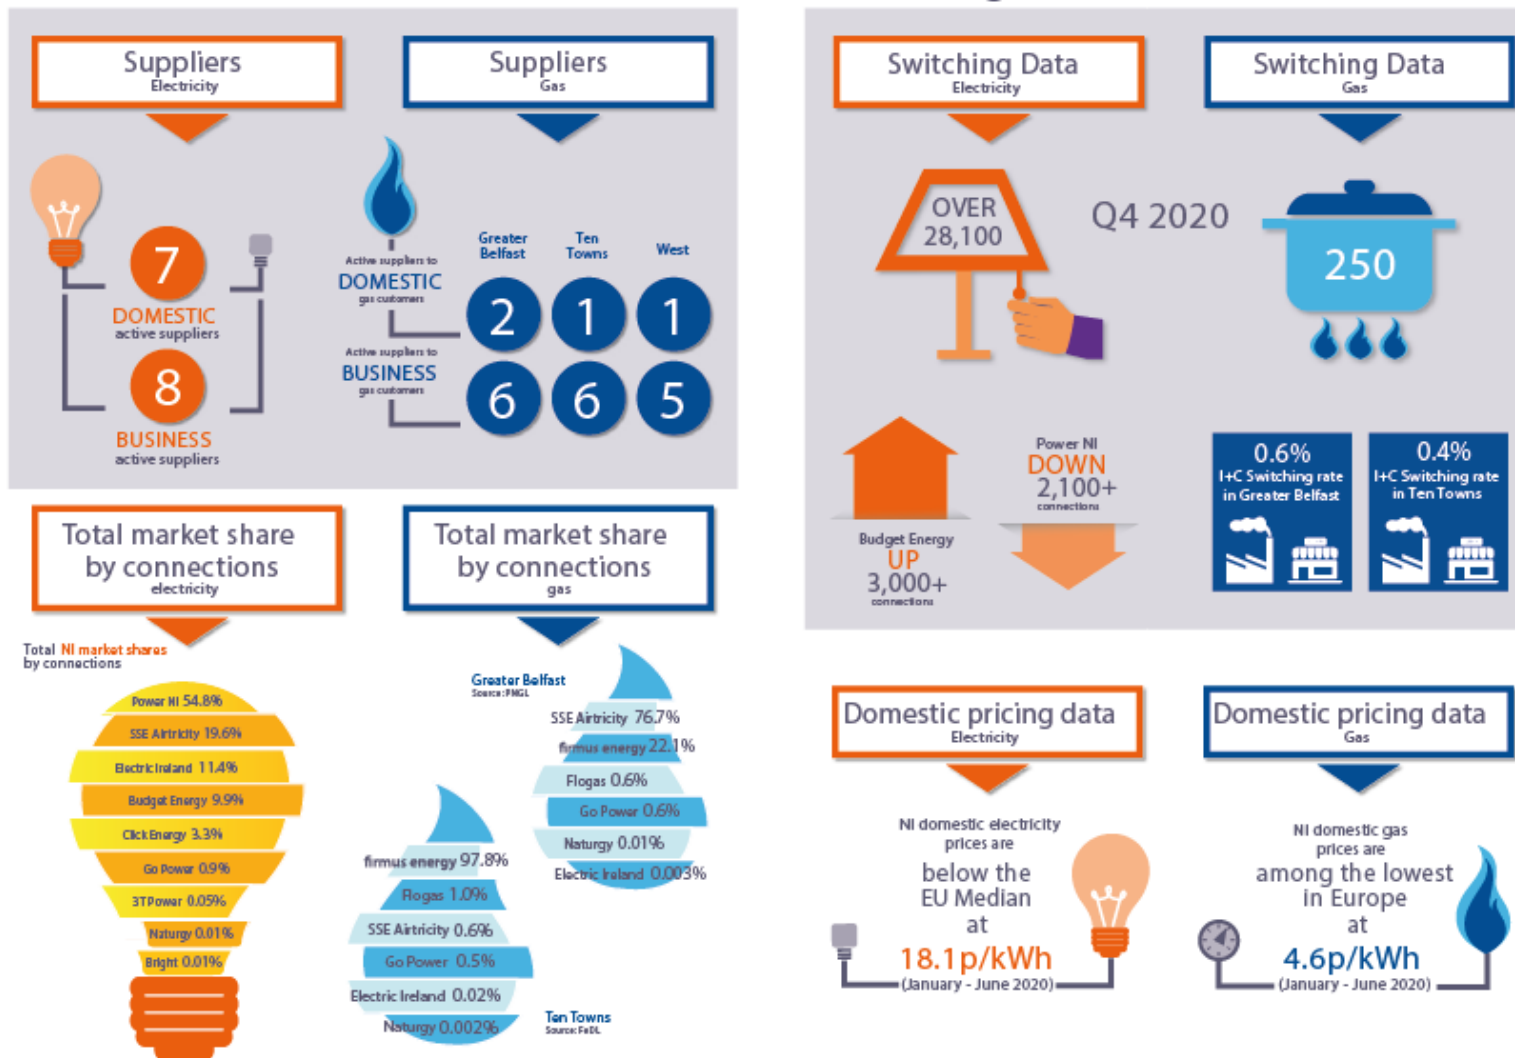 Suppliers
Electricity
Suppliers
Gas
7
DOMESTIC
active suppliers
8
BUSINESS
active suppliers
Greater
Belfast
Ten
Towns
West
Active suppliers to
DOMESTIC
gas customers
2
1
1
Active suppliers to
BUSINESS
gas customers
6
6
5
Total market share
by connections
electricity
Total NI market shares
by connections
Power NI 54.8%
SSE Airtricity 19.6%
Electric Ireland 11.4%
Budget Energy 9.9%
Click Energy 3.3%
Go Power 0.9%
3T Power 0.05%
Naturgy 0.01%
Bright 0.01%
Total market share
by connections
gas
Greater Belfast
Source: PNGL
SSE Airtricity 76.7%
firmus energy 22.1%
Flogas 0.6%
Go Power 0.6%
Naturgy 0.01%
Electric Ireland 0.003%
firmus energy 97.8%
Flogas 1.0%
SSE Airtricity 0.6%
Go Power 0.5%
Electric Ireland 0.02%
Naturgy 0.002%
Ten Towns
Source: FeDL
Switching Data
Electricity
Switching Data
Gas
OVER
28,100
Q4 2020
250
Budget Energy
UP
3,000+
connections
Power NI
DOWN
2,100+
connections
0.6%
I+C Switching rate
in Greater Belfast
0.4%
I+C Switching rate
in Ten Towns
Domestic pricing data
Electricity
NI domestic electricity
prices are
below the
EU Median
at
18.1p/kWh
(January - June 2020)
Domestic pricing data
Gas
NI domestic gas
prices are
among the lowest
in Europe
at
4.6p/kWh
(January - June 2020)